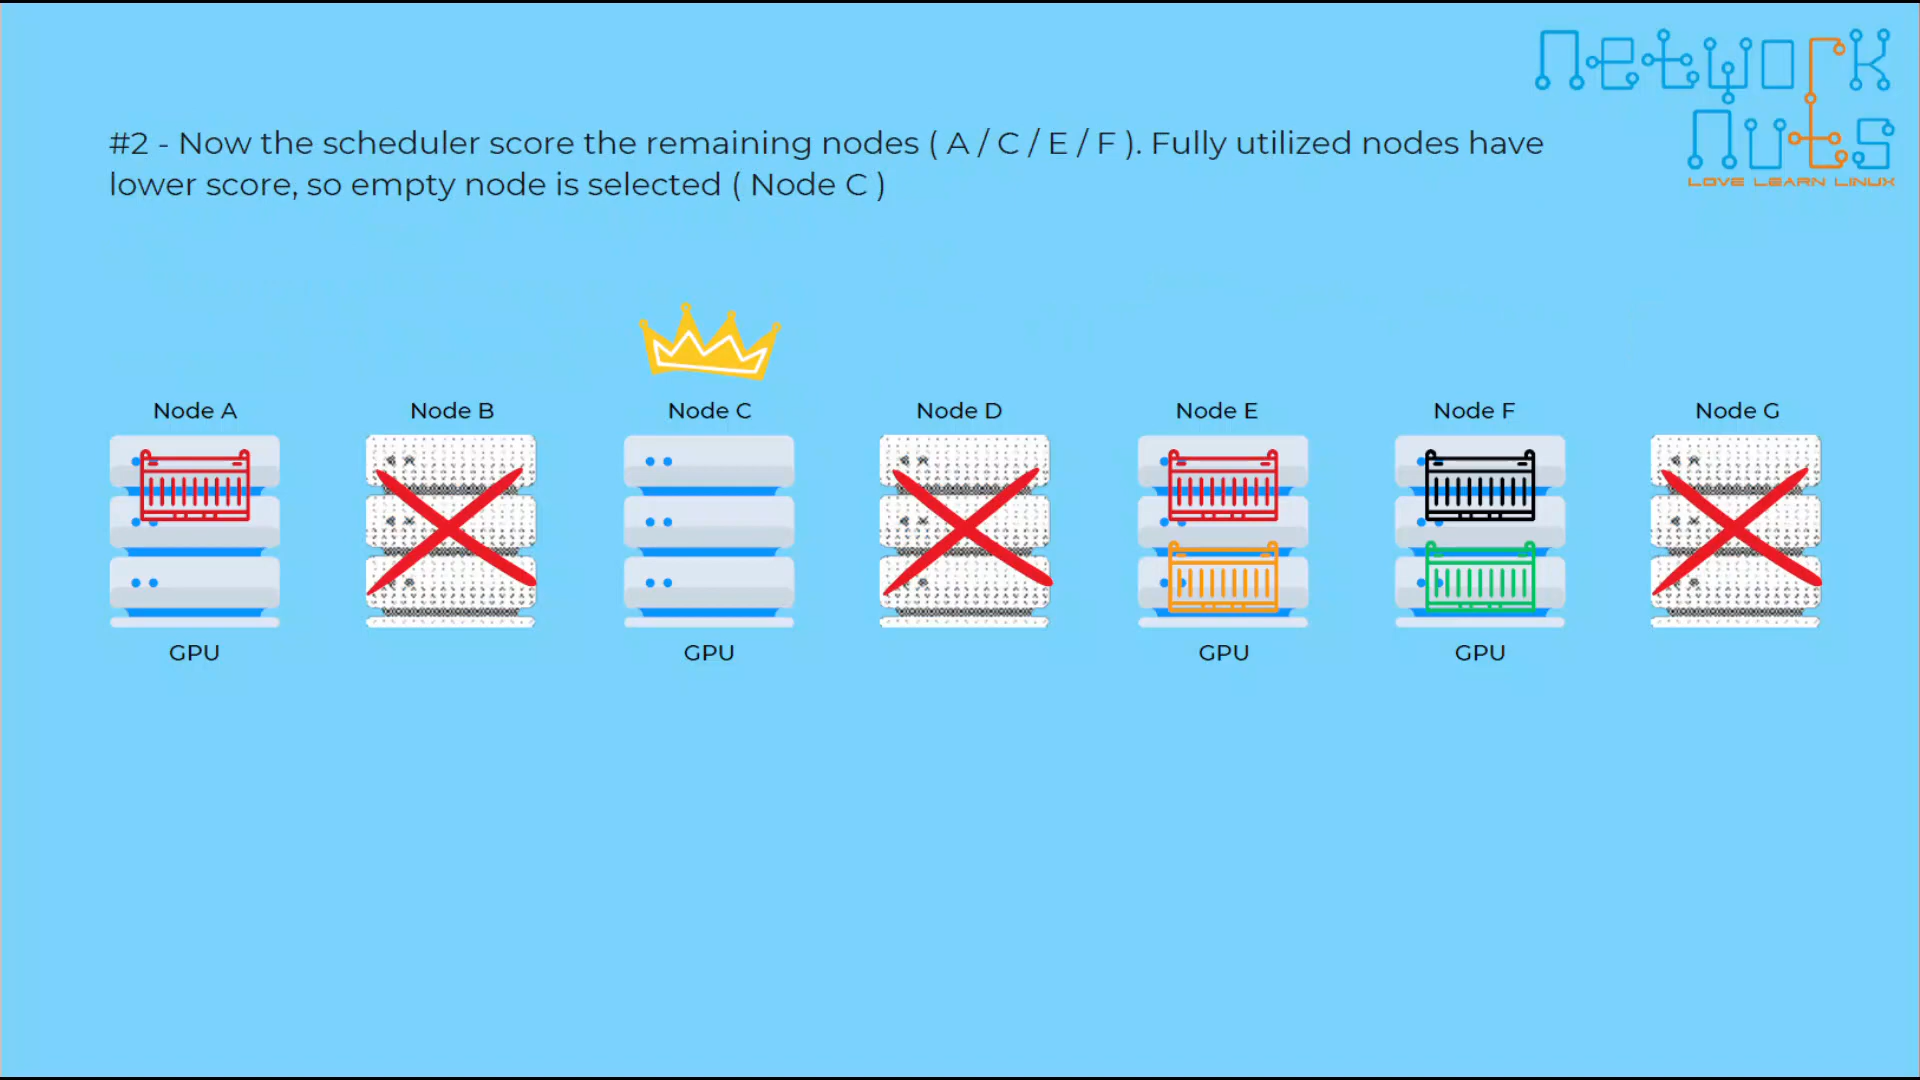 Network
Nuts
LOVE LEARN LINUX
#2 - Now the scheduler score the remaining nodes ( A / C / E / F ). Fully utilized nodes have
lower score, so empty node is selected ( Node C )
Node A
Node B
Node C
Node D
Node E
Node F
Node G
GPU
GPU
GPU
GPU